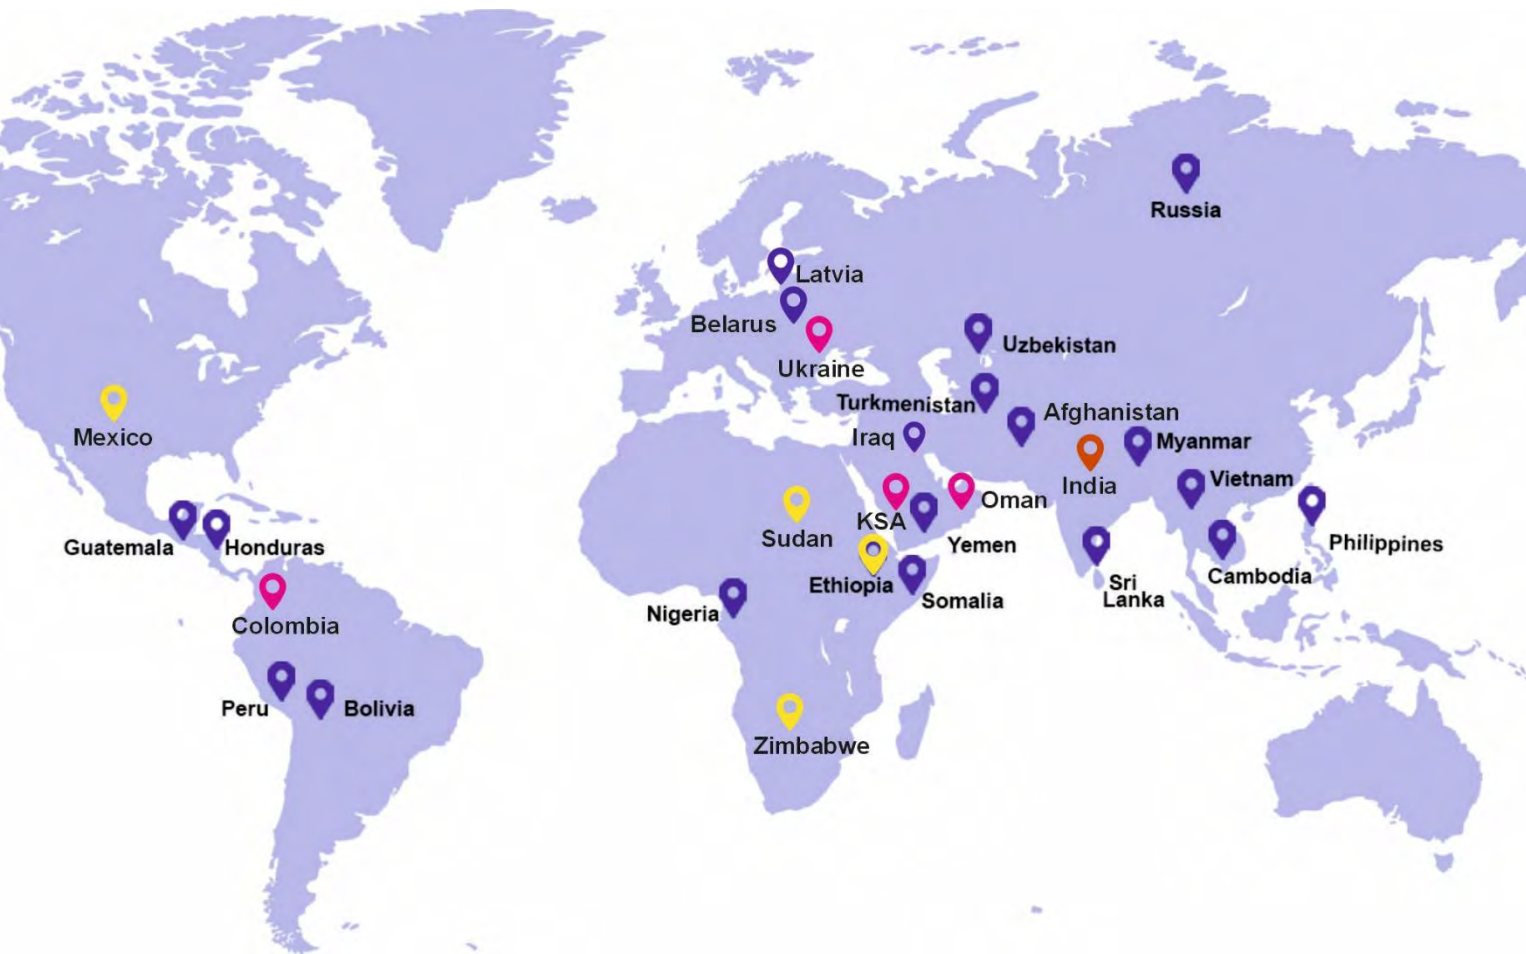 Russia
Latvia
Belarus
Ukraine
Uzbekistan
Turkmenistan
Afghanistan
Mexico
Iraq
Myanmar
India
Vietnam
Oman
KSA
Sudan
Guatemala
Honduras
Yemen
Philippines
Ethiopia
Cambodia
Sri
Lanka
Somalia
Nigeria
Colombia
Peru
Bolivia
Zimbabwe